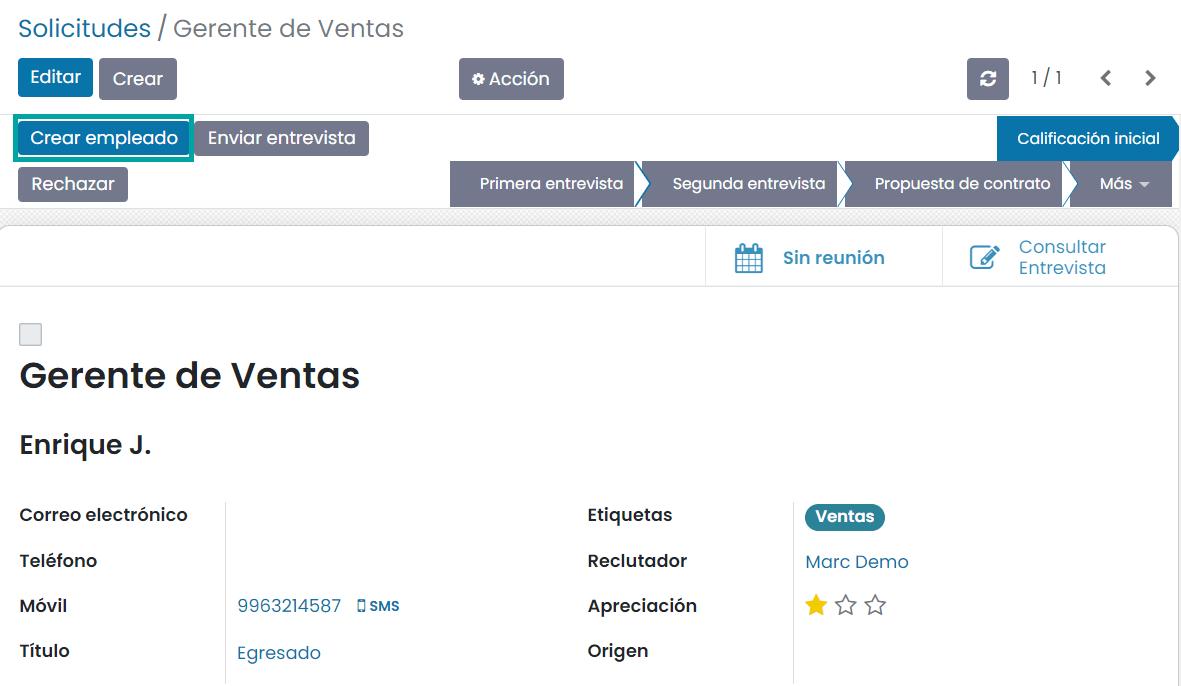 Solicitudes / Gerente de Ventas
Editar Crear Acción 1 / 1
Crear empleado Enviar entrevista Calificación inicial
Rechazar Primera entrevista Segunda entrevista Propuesta de contrato Más
Sin reunión Consultar
Entrevista
Gerente de Ventas
Enrique J.
Correo electrónico Etiquetas Ventas
Teléfono Reclutador Marc Demo
Móvil 9963214587 SMS Apreciación
Título Egresado Origen